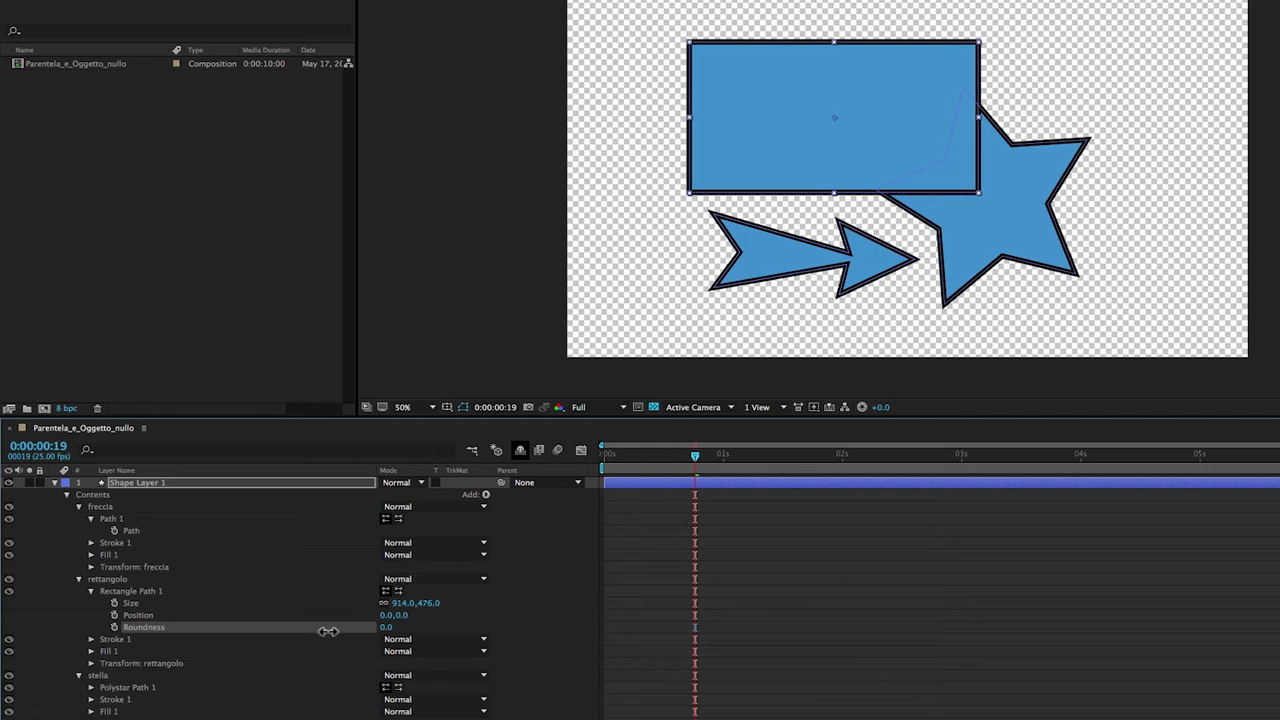 Name Type Media Duration Date
Parentela_e_Oggetto_nullo Composition 0:00:10:00 May 17, 20
8 bpc 50% 0:00:00:19 Full Active Camera 1 View +0.0
× Parentela_e_Oggetto_nullo
0:00:00:19
00019 (25.00 fps)
:00s 01s 02s 03s 04s 05s
# Layer Name Mode T TrkMat Parent
1 Shape Layer 1 Normal None
Contents Add:
freccia Normal
Path 1
Path
Stroke 1 Normal
Fill 1 Normal
Transform: freccia
rettangolo Normal
Rectangle Path 1
Size 914.0,476.0
Position 0.0,0.0
Roundness 0.0
Stroke 1 Normal
Fill 1 Normal
Transform: rettangolo
stella Normal
Polystar Path 1
Stroke 1 Normal
Fill 1 Normal